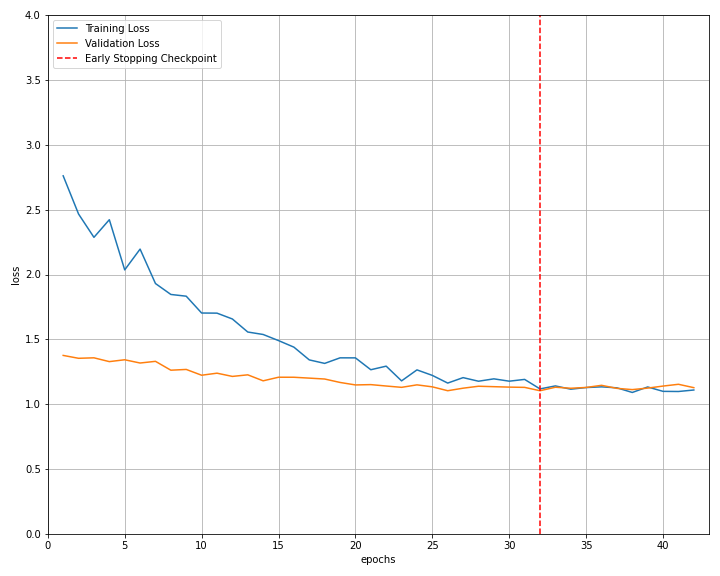 Training Loss
Validation Loss
Early Stopping Checkpoint
4.0
3.5
3.0
2.5
2.0
1.5
1.0
0.5
0.0
loss
0 5 10 15 20 25 30 35 40
epochs